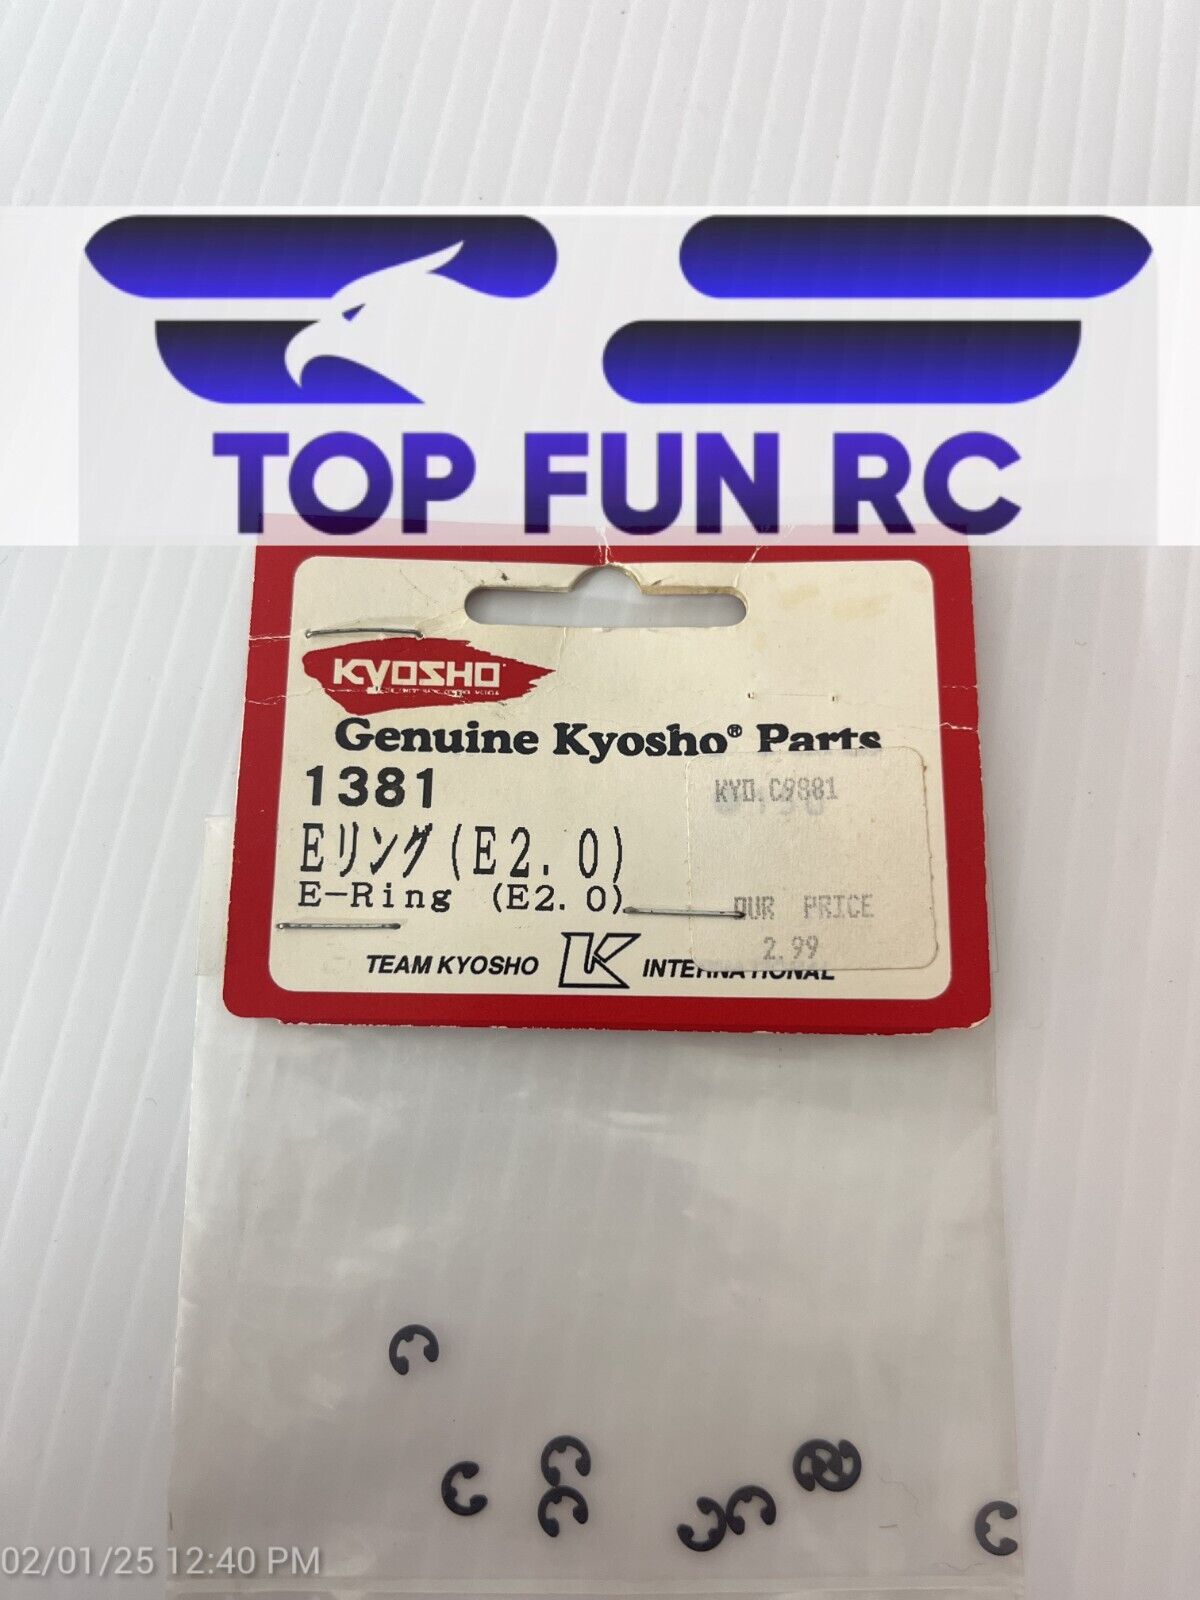 TOP FUN RC
KYOSHO
Genuine Kyosho® Parts
1381
KYO.C9881
Eリング(E2.0)
E-Ring (E2.0)
OUR PRICE
2.99
TEAM KYOSHO K INTERNATIONAL
02/01/25 12:40 PM